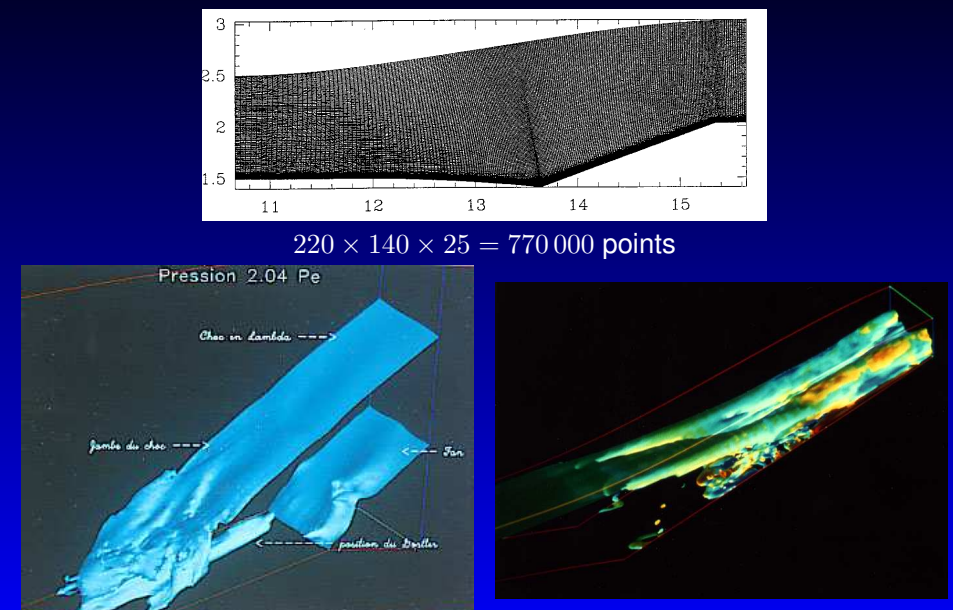 3
2.5
2
1.5
11 12 13 14 15
220 × 140 × 25 = 770 000 points
Pression 2.04 Pe
Choc en Lambda --->
Jambe du choc --->
<--- Fan
<--------- position du Gortler